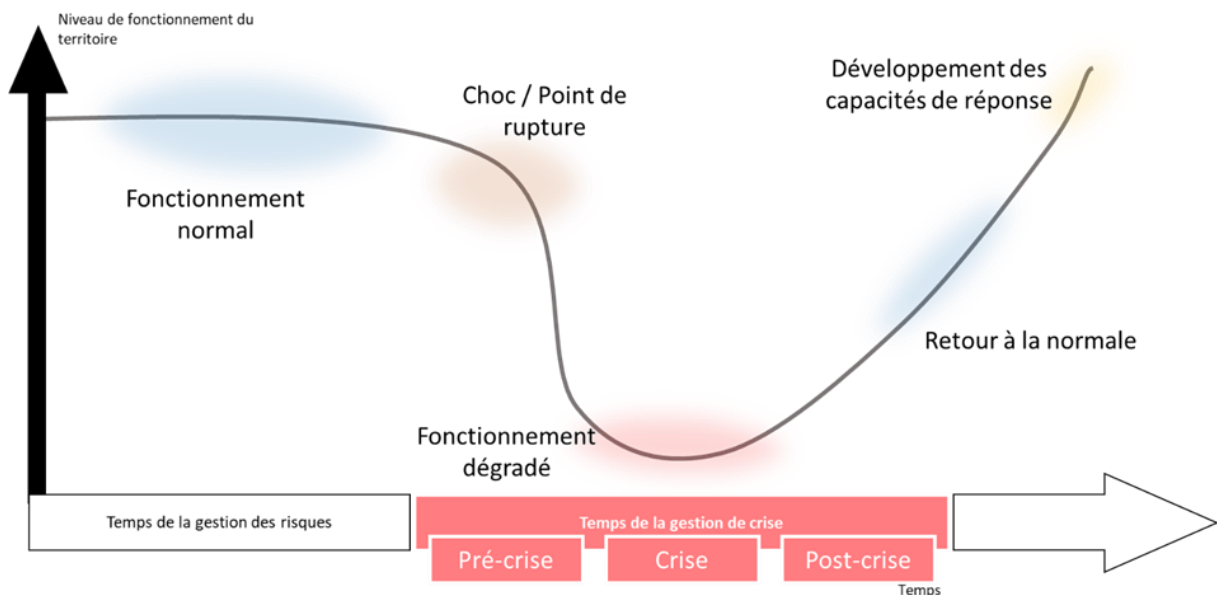 Niveau de fonctionnement du
territoire
Choc / Point de
rupture
Développement des
capacités de réponse
Fonctionnement
normal
Retour à la normale
Fonctionnement
dégradé
Temps de la gestion des risques
Temps de la gestion de crise
Pré-crise
Crise
Post-crise
Temps